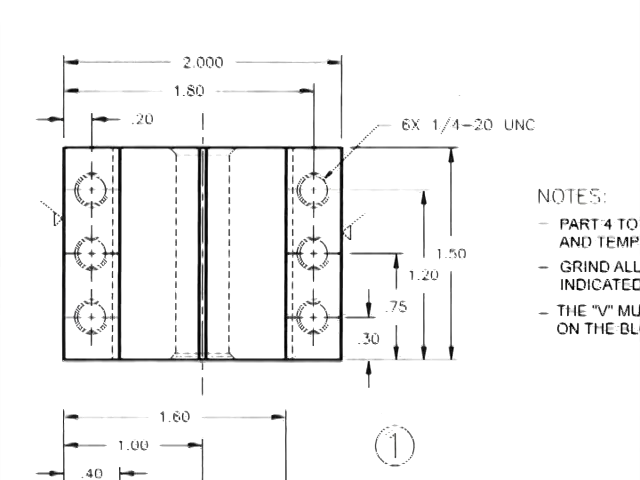 2.000
1.80
.20
6X 1/4-20 UNC
NOTES:
- PART 4 TO
AND TEMP
- GRIND ALL
INDICATED
- THE "V" MU
ON THE BL
1.50
1.20
.75
.30
1.60
1.00
.40
1